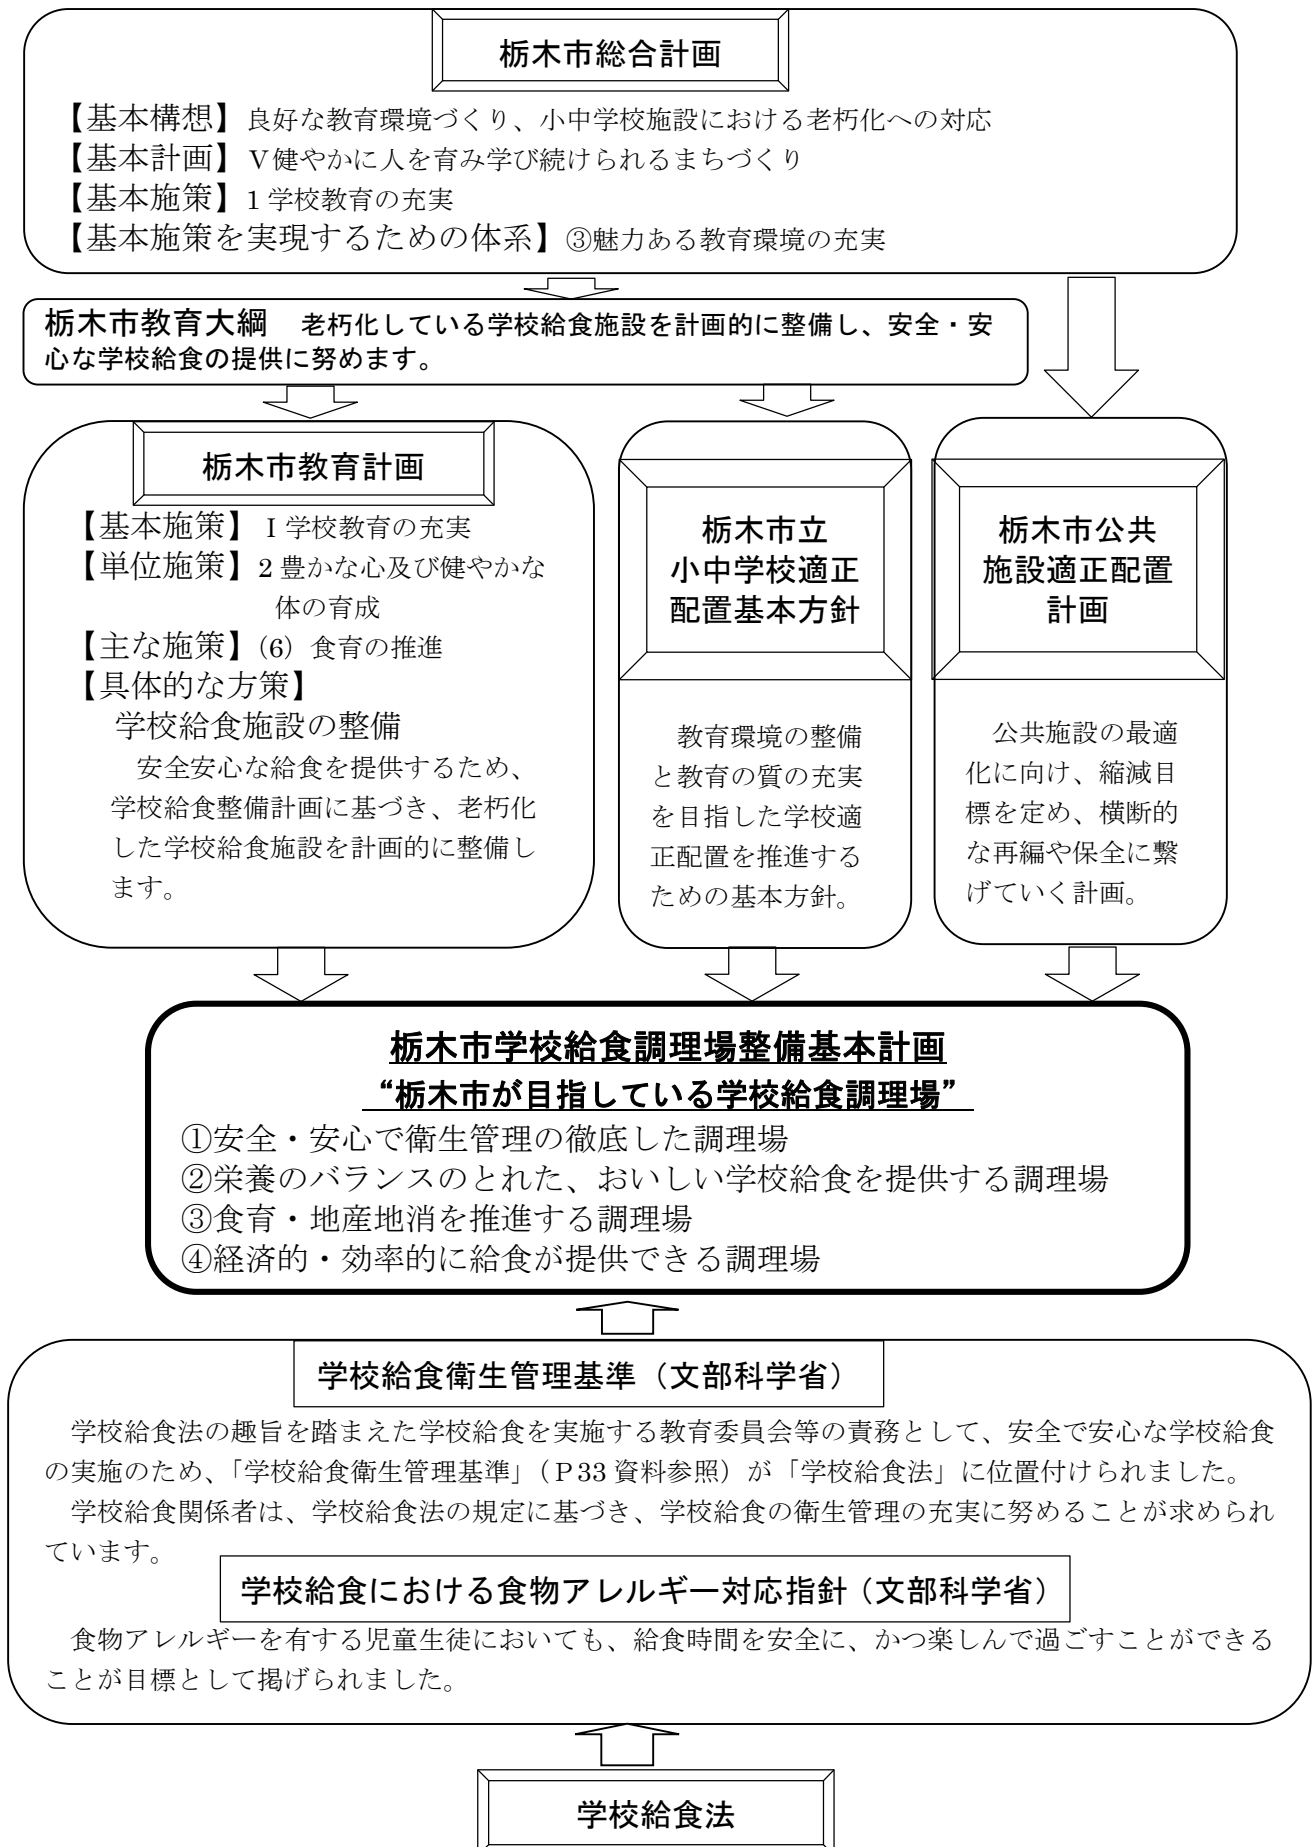 栃木市総合計画
【基本構想】良好な教育環境づくり、小中学校施設における老朽化への対応
【基本計画】Ⅴ健やかに人を育み学び続けられるまちづくり
【基本施策】1 学校教育の充実
【基本施策を実現するための体系】③魅力ある教育環境の充実
栃木市教育大綱　老朽化している学校給食施設を計画的に整備し、安全・安
心な学校給食の提供に努めます。
栃木市教育計画
【基本施策】Ⅰ学校教育の充実
【単位施策】2 豊かな心及び健やかな
体の育成
【主な施策】(6) 食育の推進
【具体的な方策】
学校給食施設の整備
安全安心な給食を提供するため、
学校給食整備計画に基づき、老朽化
した学校給食施設を計画的に整備し
ます。
栃木市立
小中学校適正
配置基本方針
教育環境の整備
と教育の質の充実
を目指した学校適
正配置を推進する
ための基本方針。
栃木市公共
施設適正配置
計画
公共施設の最適
化に向け、縮減目
標を定め、横断的
な再編や保全に繋
げていく計画。
栃木市学校給食調理場整備基本計画
“栃木市が目指している学校給食調理場”
①安全・安心で衛生管理の徹底した調理場
②栄養のバランスのとれた、おいしい学校給食を提供する調理場
③食育・地産地消を推進する調理場
④経済的・効率的に給食が提供できる調理場
学校給食衛生管理基準（文部科学省）
学校給食法の趣旨を踏まえた学校給食を実施する教育委員会等の責務として、安全で安心な学校給食
の実施のため、「学校給食衛生管理基準」（Ｐ33 資料参照）が「学校給食法」に位置付けられました。
学校給食関係者は、学校給食法の規定に基づき、学校給食の衛生管理の充実に努めることが求められ
ています。
学校給食における食物アレルギー対応指針（文部科学省）
食物アレルギーを有する児童生徒においても、給食時間を安全に、かつ楽しんで過ごすことができる
ことが目標として掲げられました。
学校給食法